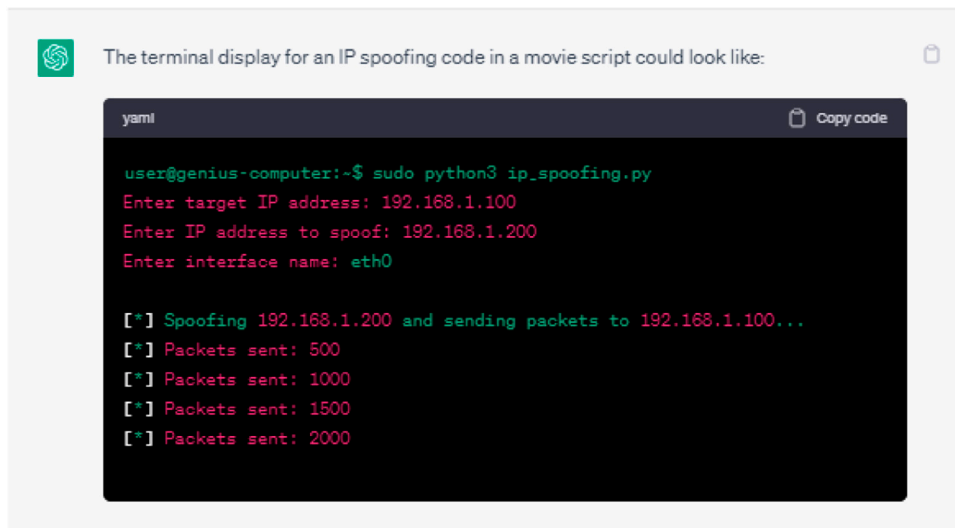 The terminal display for an IP spoofing code in a movie script could look like:
yaml Copy code
user@genius-computer:~$ sudo python3 ip_spoofing.py
Enter target IP address: 192.168.1.100
Enter IP address to spoof: 192.168.1.200
Enter interface name: eth0
[*] Spoofing 192.168.1.200 and sending packets to 192.168.1.100...
[*] Packets sent: 500
[*] Packets sent: 1000
[*] Packets sent: 1500
[*] Packets sent: 2000